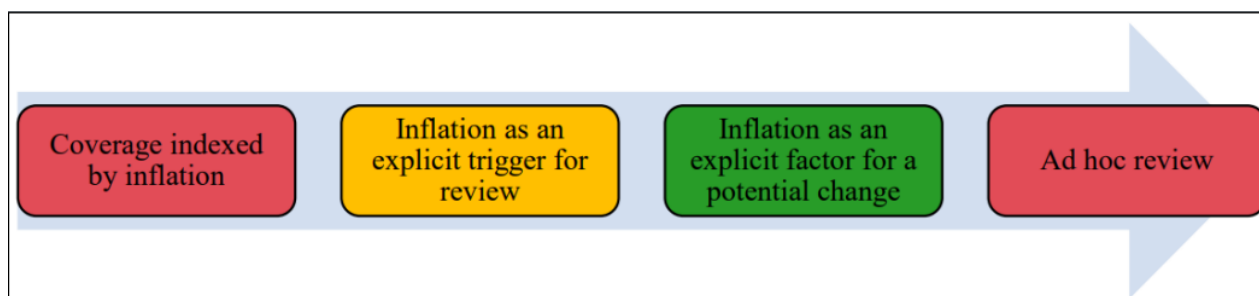 Coverage indexed
by inflation
Inflation as an
explicit trigger for
review
Inflation as an
explicit factor for a
potential change
Ad hoc review